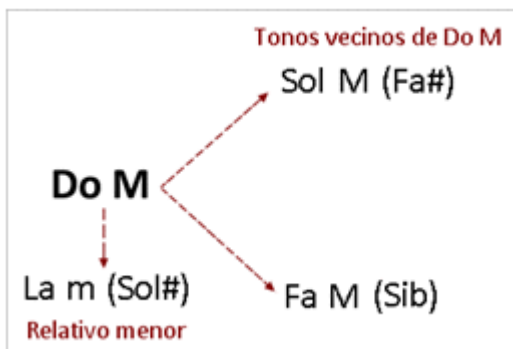 Tonos vecinos de Do M
Sol M (Fa#)
Do M
La m (Sol#)
Fa M (Sib)
Relativo menor